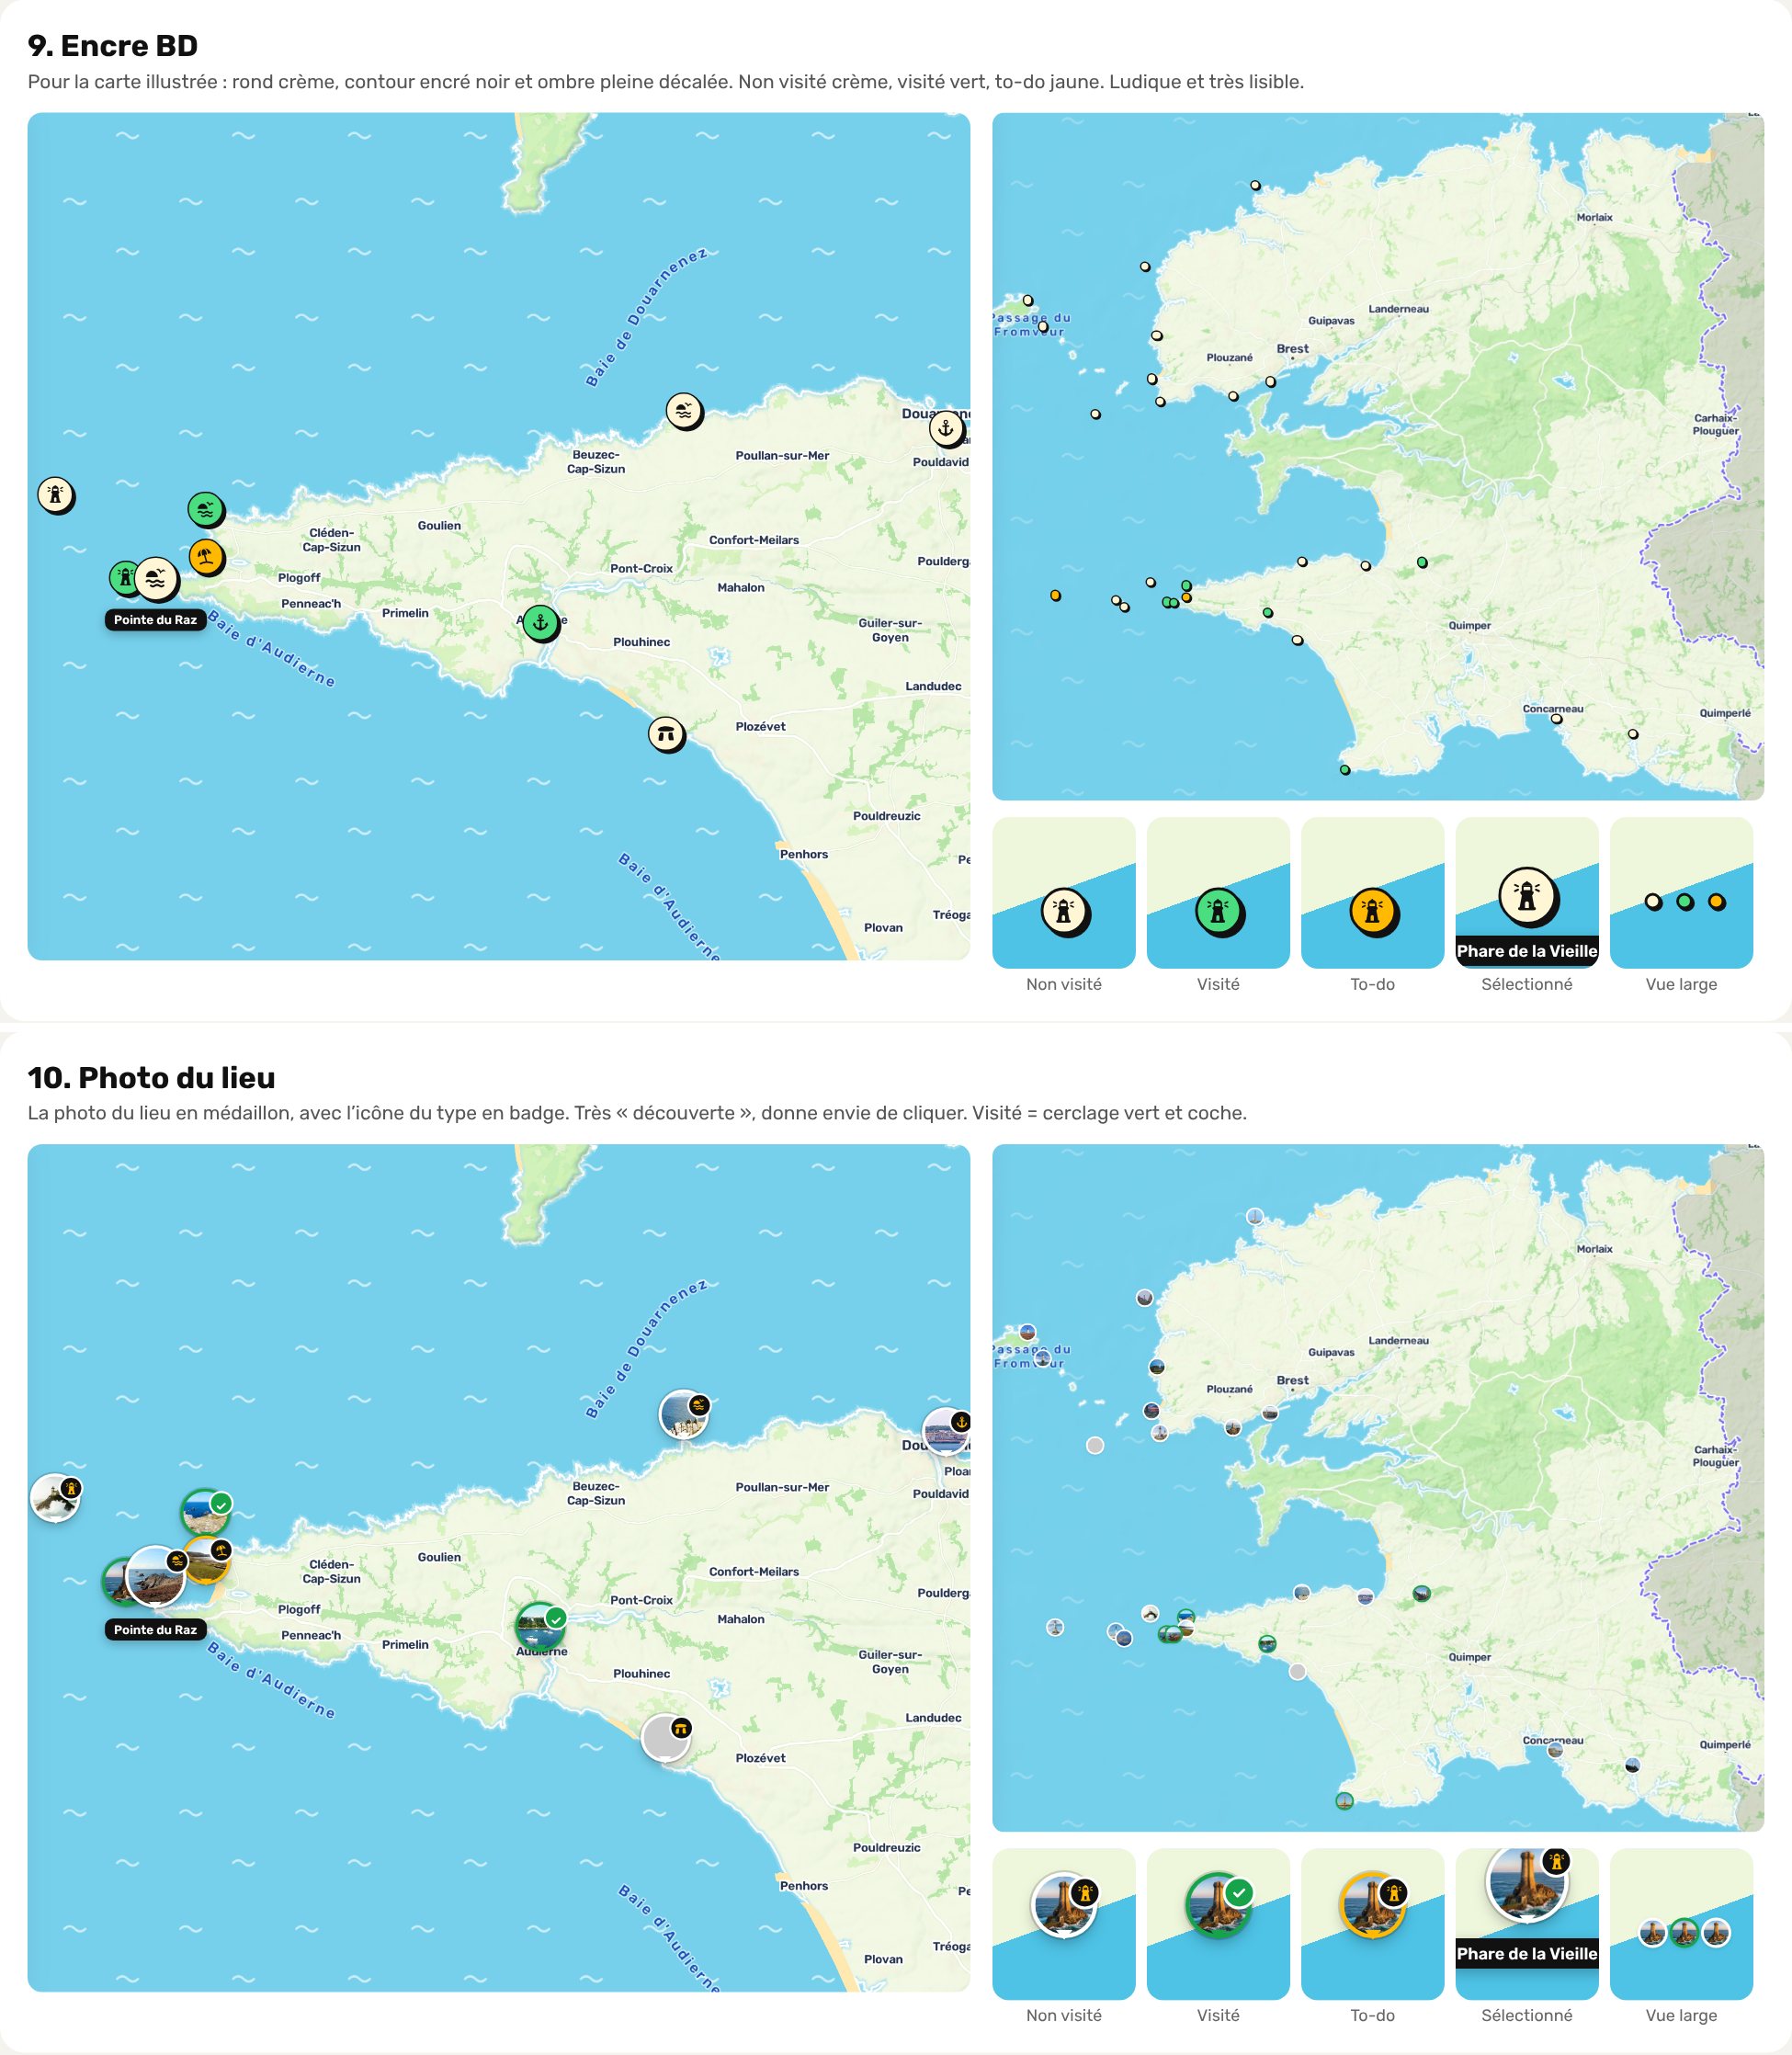 9. Encre BD
Pour la carte illustrée : rond crème, contour encré noir et ombre pleine décalée. Non visité crème, visité vert, to-do jaune. Ludique et très lisible.
Baie de Douarnenez
Beuzec-
Cap-Sizun
Poullan-sur-Mer
Pouldavid
Goulien
Cléden-
Cap-Sizun
Confort-Meilars
Pont-Croix
Plogoff
Mahalon
Penneac'h
Primelin
Pointe du Raz
Baie d'Audierne
Plouhinec
Guiler-sur-
Goyen
Landudec
Plozévet
Pouldreuzic
Penhors
Baie d'Audierne
Plovan
Morlaix
Passage du
Fromveur
Landerneau
Guipavas
Brest
Plouzané
Carhaix-
Plouguer
Quimper
Concarneau
Quimperlé
Phare de la Vieille
Non visité
Visité
To-do
Sélectionné
Vue large
10. Photo du lieu
La photo du lieu en médaillon, avec l’icône du type en badge. Très « découverte », donne envie de cliquer. Visité = cerclage vert et coche.
Baie de Douarnenez
Beuzec-
Cap-Sizun
Poullan-sur-Mer
Pouldavid
Goulien
Cléden-
Cap-Sizun
Confort-Meilars
Pont-Croix
Plogoff
Mahalon
Penneac'h
Primelin
Pointe du Raz
Audierne
Baie d'Audierne
Plouhinec
Guiler-sur-
Goyen
Landudec
Plozévet
Pouldreuzic
Penhors
Baie d'Audierne
Plovan
Morlaix
Passage du
Fromveur
Landerneau
Guipavas
Brest
Plouzané
Carhaix-
Plouguer
Quimper
Concarneau
Quimperlé
Phare de la Vieille
Non visité
Visité
To-do
Sélectionné
Vue large